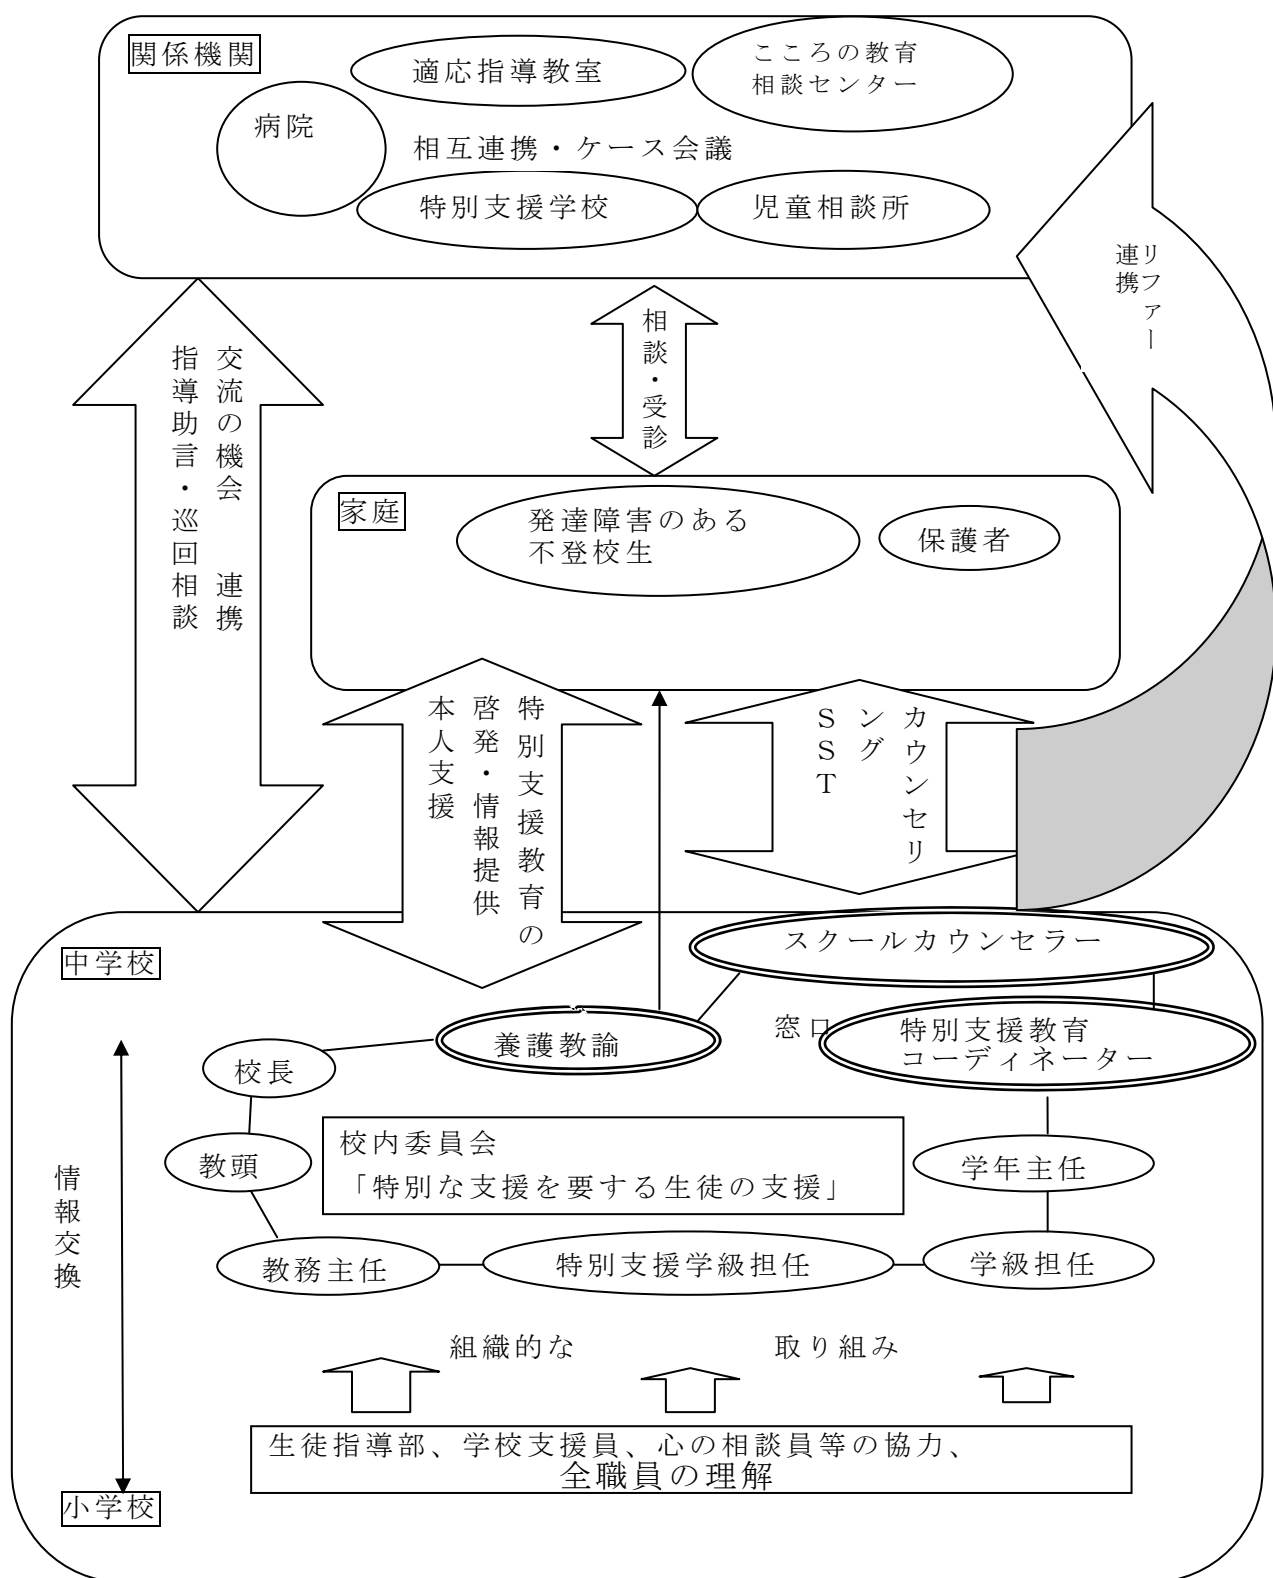 関係機関
適応指導教室
こころの教育
相談センター
病院
相互連携・ケース会議
特別支援学校
児童相談所
リファー
連携
相談・受診
交流の機会　連携
指導助言・巡回相談
家庭
発達障害のある
不登校生
保護者
特別支援教育の
啓発・情報提供
本人支援
カウンセリ
ング
ＳＳＴ
中学校
スクールカウンセラー
養護教諭
窓口
特別支援教育
コーディネーター
校長
校内委員会
「特別な支援を要する生徒の支援」
教頭
学年主任
情報交換
教務主任
特別支援学級担任
学級担任
組織的な　取り組み
生徒指導部、学校支援員、心の相談員等の協力、
全職員の理解
小学校